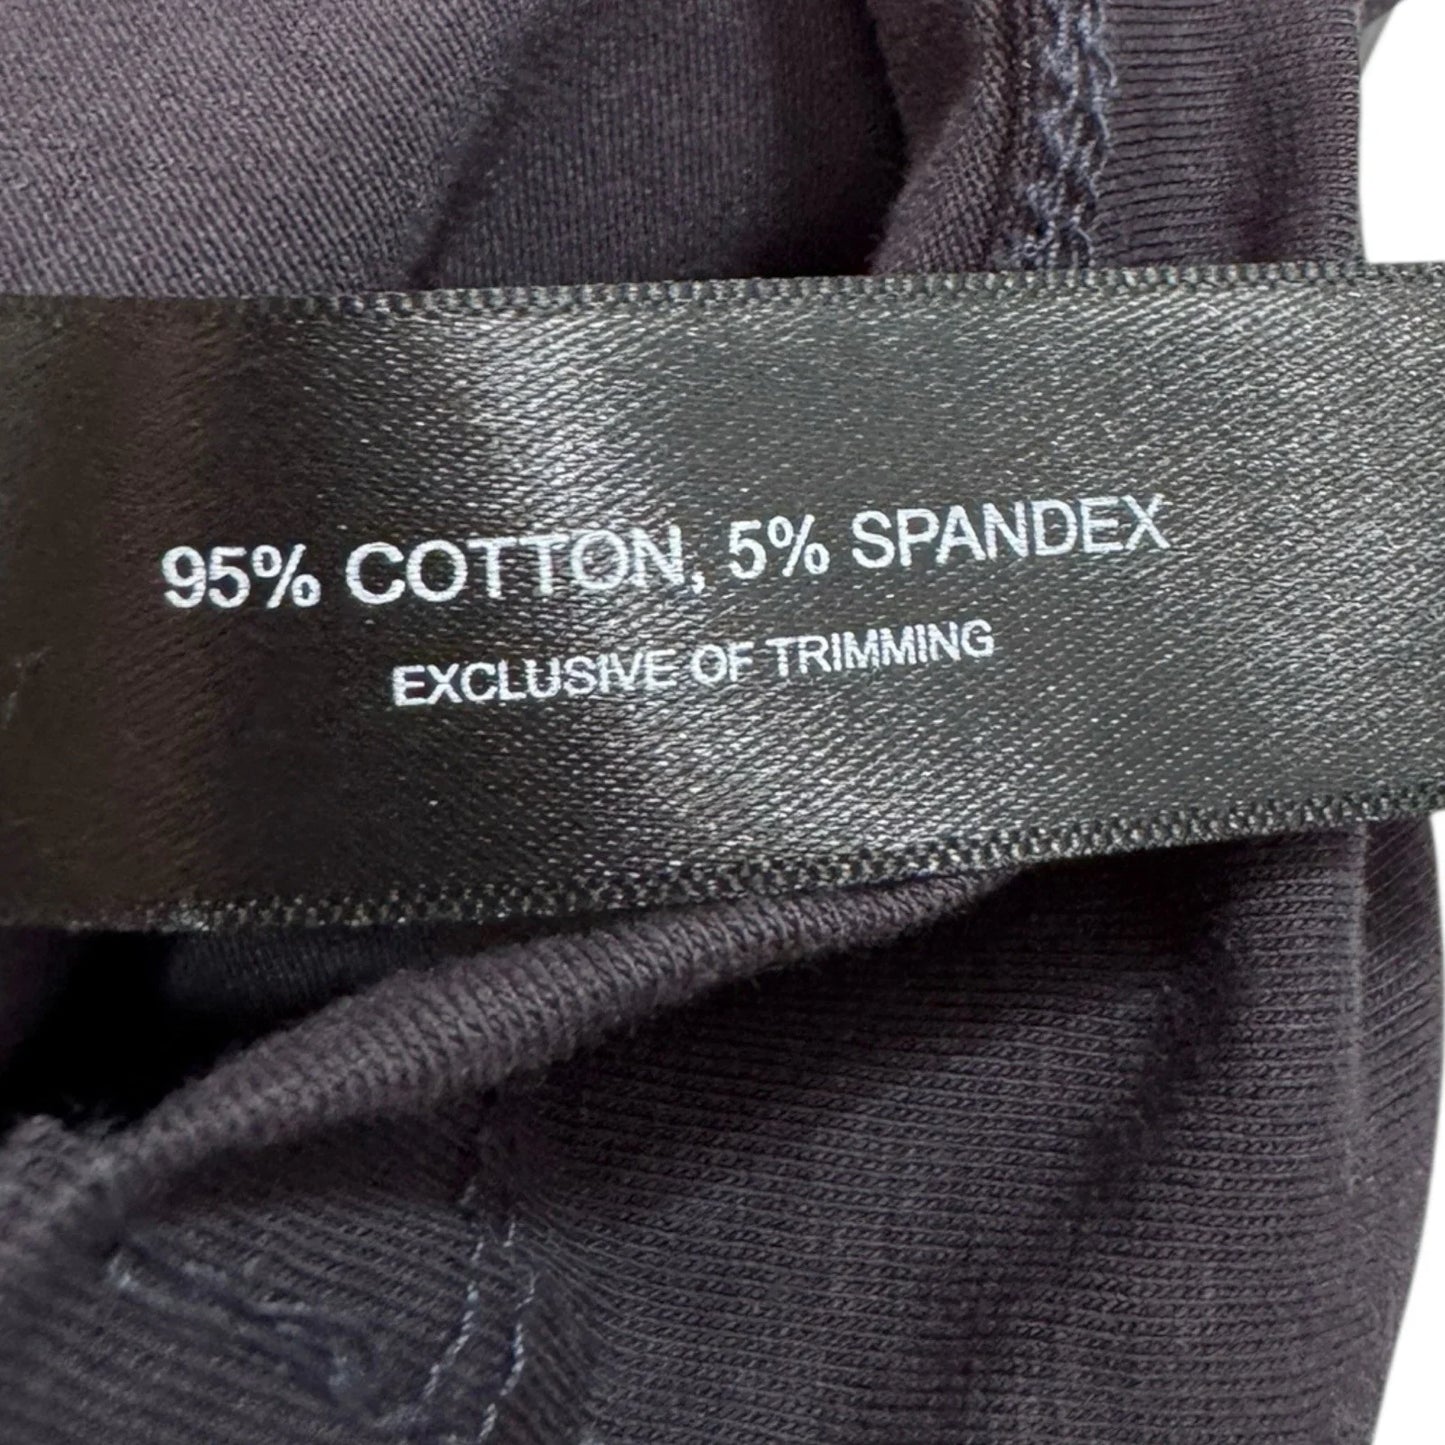 95% COTTON, 5% SPANDEX
EXCLUSIVE OF TRIMMING